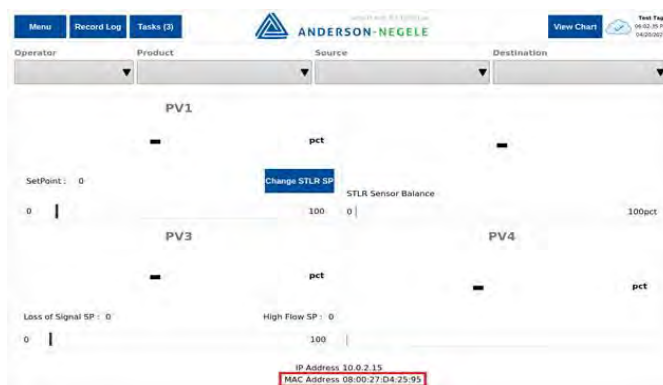 Menu
Record Log
Tasks (3)
ANDERSON-NEGELE
View Chart
Test Tag
Operator
Product
Source
Destination
PV1
pct
SetPoint : 0
Change STLR SP
STLR Sensor Balance
0
100
0
100pct
PV3
PV4
pct
pct
Loss of Signal SP : 0
High Flow SP : 0
0
100
IP Address 10.0.2.15
MAC Address 08:00:27:D4:25:95